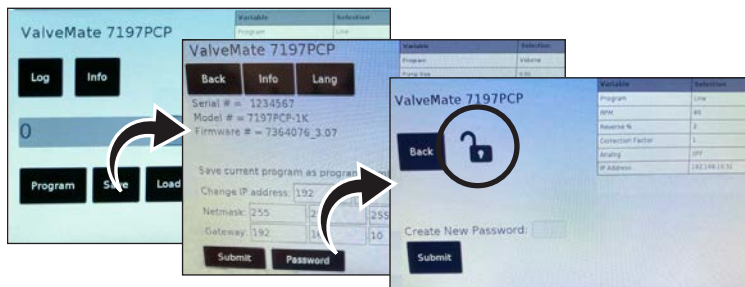 ValveMate 7197PCP
Variable Selection
Program Line
Log Info
0
Program Save Load
ValveMate 7197PCP
Variable Selection
Program Volume
Back Info Lang
Serial # = 1234567
Model # = 7197PCP-1K
Firmware # = 7364076_3.07
Save current program as program
Change IP address: 192
Netmask: 255 255
Gateway: 192 10
Submit Password
ValveMate 7197PCP
Variable Selection
Program Line
RPM
Reverse %
Correction Factor 1
Analog OFF
IP Address
Back
Create New Password:
Submit